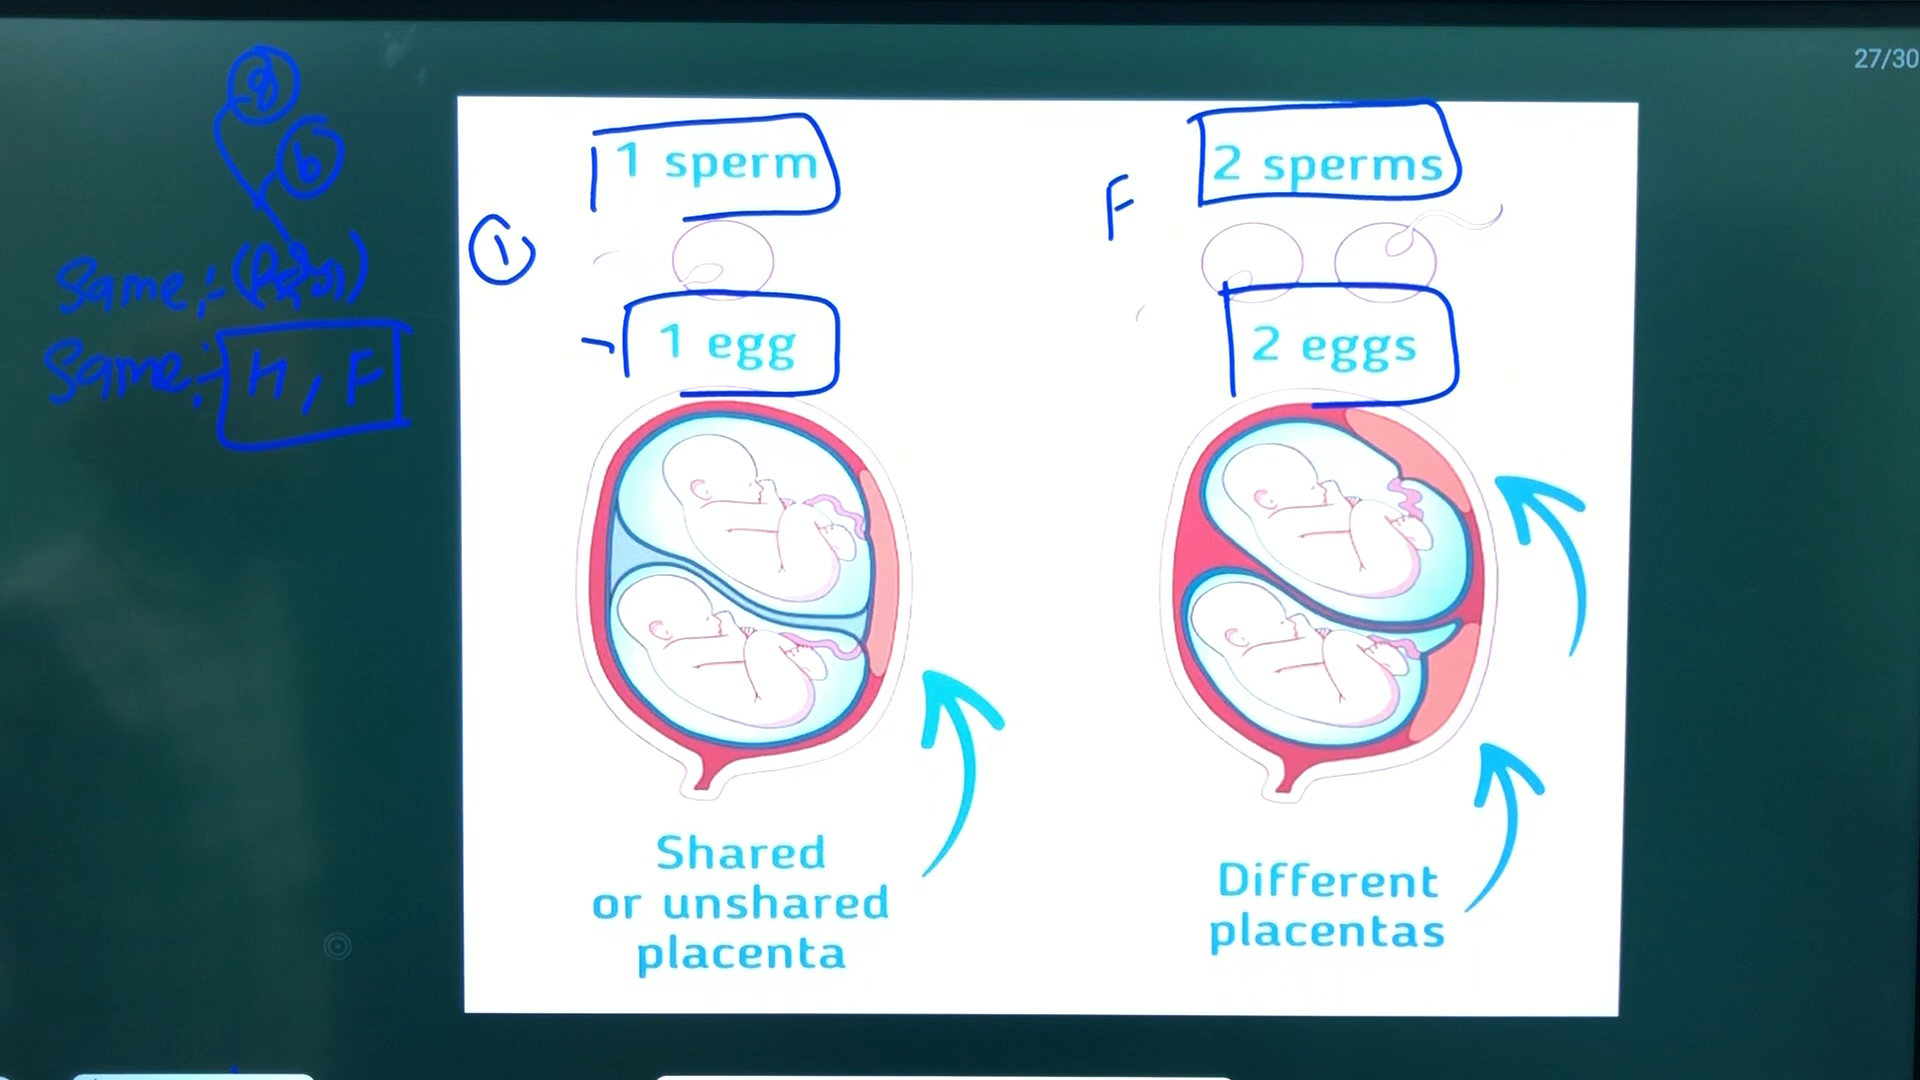 27/30
g
b
Same :-
Same :- H, F
1
1 sperm
1 egg
Shared
or unshared
placenta
F
2 sperms
2 eggs
Different
placentas